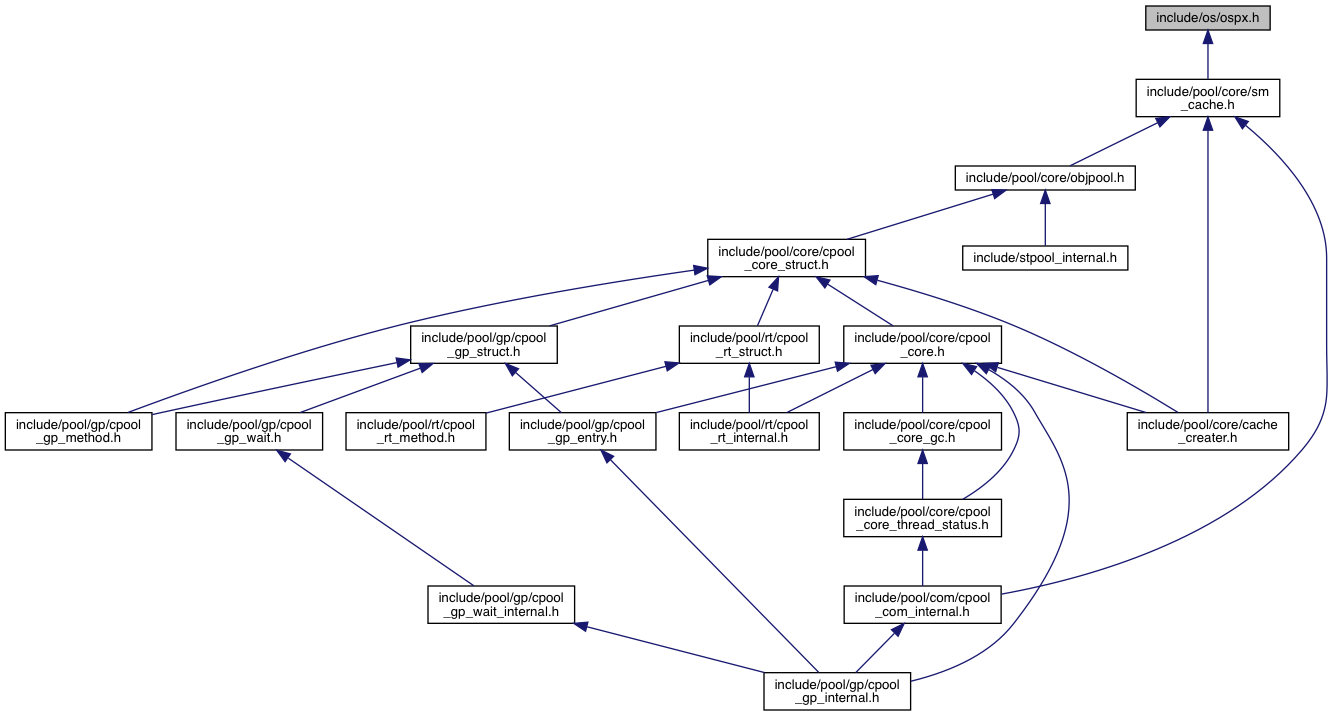 include/os/ospx.h
include/pool/core/sm
_cache.h
include/pool/core/objpool.h
include/pool/core/cpool
_core_struct.h
include/stpool_internal.h
include/pool/gp/cpool
_gp_struct.h
include/pool/rt/cpool
_rt_struct.h
include/pool/core/cpool
_core.h
include/pool/gp/cpool
_gp_method.h
include/pool/gp/cpool
_gp_wait.h
include/pool/rt/cpool
_rt_method.h
include/pool/gp/cpool
_gp_entry.h
include/pool/rt/cpool
_rt_internal.h
include/pool/core/cpool
_core_gc.h
include/pool/core/cache
_creater.h
include/pool/core/cpool
_core_thread_status.h
include/pool/gp/cpool
_gp_wait_internal.h
include/pool/com/cpool
_com_internal.h
include/pool/gp/cpool
_gp_internal.h